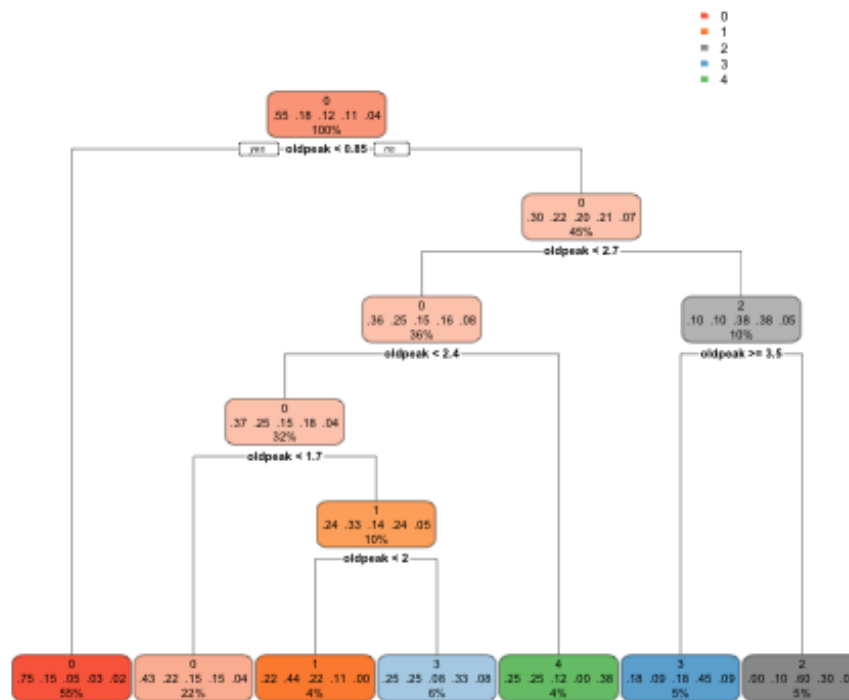 0
1
2
3
4
0
.55 .18 .12 .11 .04
100%
yes oldpeak < 0.85 no
0
.30 .22 .20 .21 .07
45%
oldpeak < 2.7
0
.36 .25 .15 .16 .08
36%
oldpeak < 2.4
2
.10 .10 .38 .38 .05
10%
oldpeak >= 3.5
0
.37 .25 .15 .18 .04
32%
oldpeak < 1.7
1
.24 .33 .14 .24 .05
10%
oldpeak < 2
0
.75 .15 .05 .03 .02
55%
0
.43 .22 .15 .15 .04
22%
1
.22 .44 .22 .11 .00
4%
3
.25 .25 .08 .33 .08
6%
4
.25 .25 .12 .00 .38
4%
3
.18 .09 .18 .45 .09
5%
2
.00 .10 .60 .30
5%